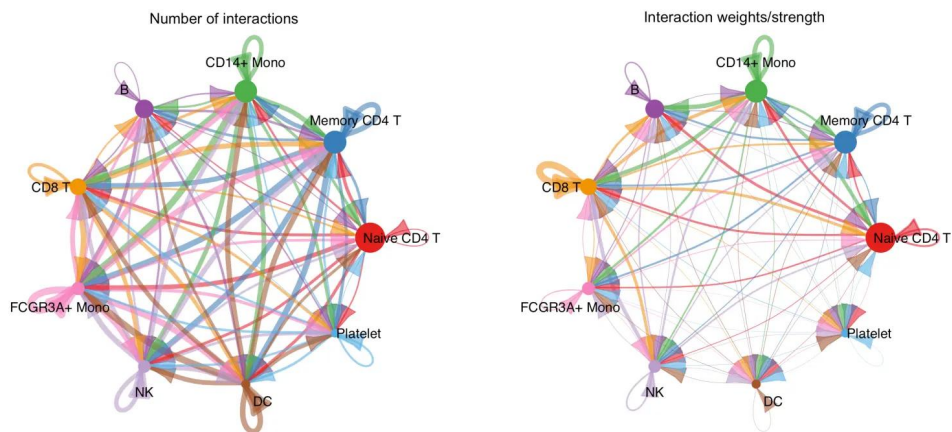 Number of interactions
CD14+ Mono
B
Memory CD4 T
CD8 T
Naive CD4 T
FCGR3A+ Mono
Platelet
NK
DC
Interaction weights/strength
CD14+ Mono
B
Memory CD4 T
CD8 T
Naive CD4 T
FCGR3A+ Mono
Platelet
NK
DC